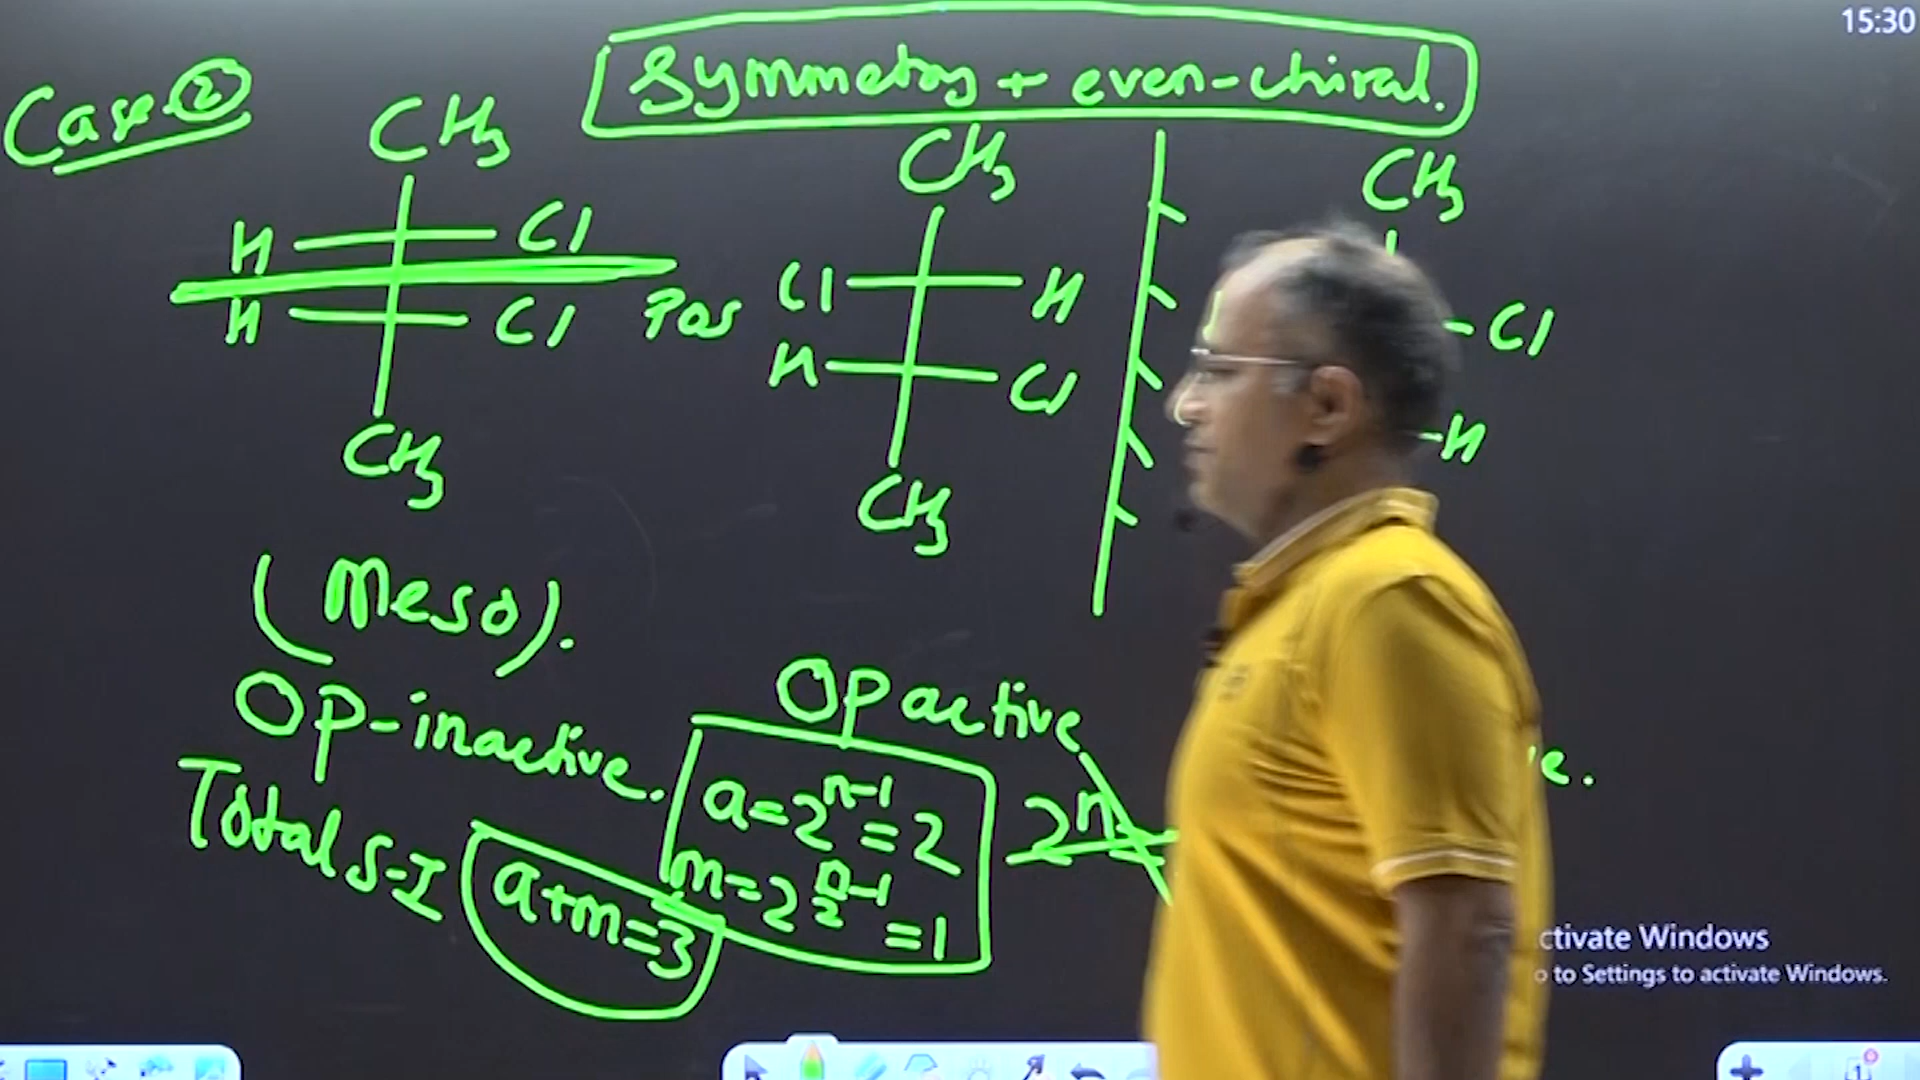 15:30
Case ②
Symmetry + even-chiral.
CH3
H Cl
H Cl
CH3
(Meso).
OP-inactive.
POS
CH3
Cl H
H Cl
CH3
OP active
CH3
Cl
H
e.
a=2^n-1=2
m=2^n/2-1=1
2^n
Total S-I a+m=3
ctivate Windows
o to Settings to activate Windows.